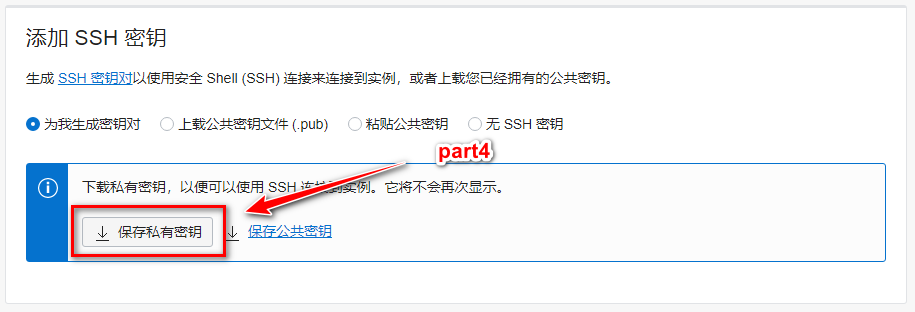 添加 SSH 密钥
生成 SSH 密钥对以使用安全 Shell (SSH) 连接来连接到实例，或者上载您已经拥有的公共密钥。
为我生成密钥对 上载公共密钥文件 (.pub) 粘贴公共密钥 无 SSH 密钥
part4
下载私有密钥，以便可以使用 SSH 连接到实例。它将不会再次显示。
保存私有密钥 保存公共密钥